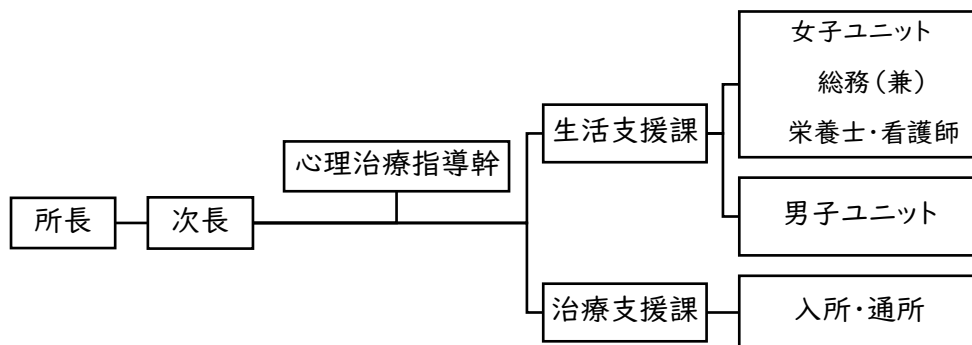 女子ユニット
総務（兼）
栄養士・看護師
生活支援課
心理治療指導幹
男子ユニット
所長
次長
治療支援課
入所・通所